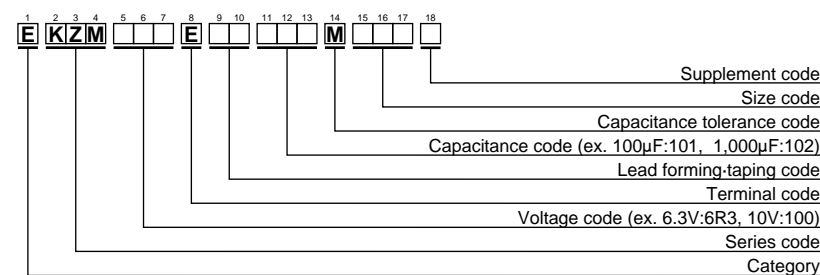 1 2 3 4 5 6 7 8 9 10 11 12 13 14 15 16 17 18
E KZM E M
Supplement code
Size code
Capacitance tolerance code
Capacitance code (ex. 100µF:101, 1,000µF:102)
Lead forming·taping code
Terminal code
Voltage code (ex. 6.3V:6R3, 10V:100)
Series code
Category